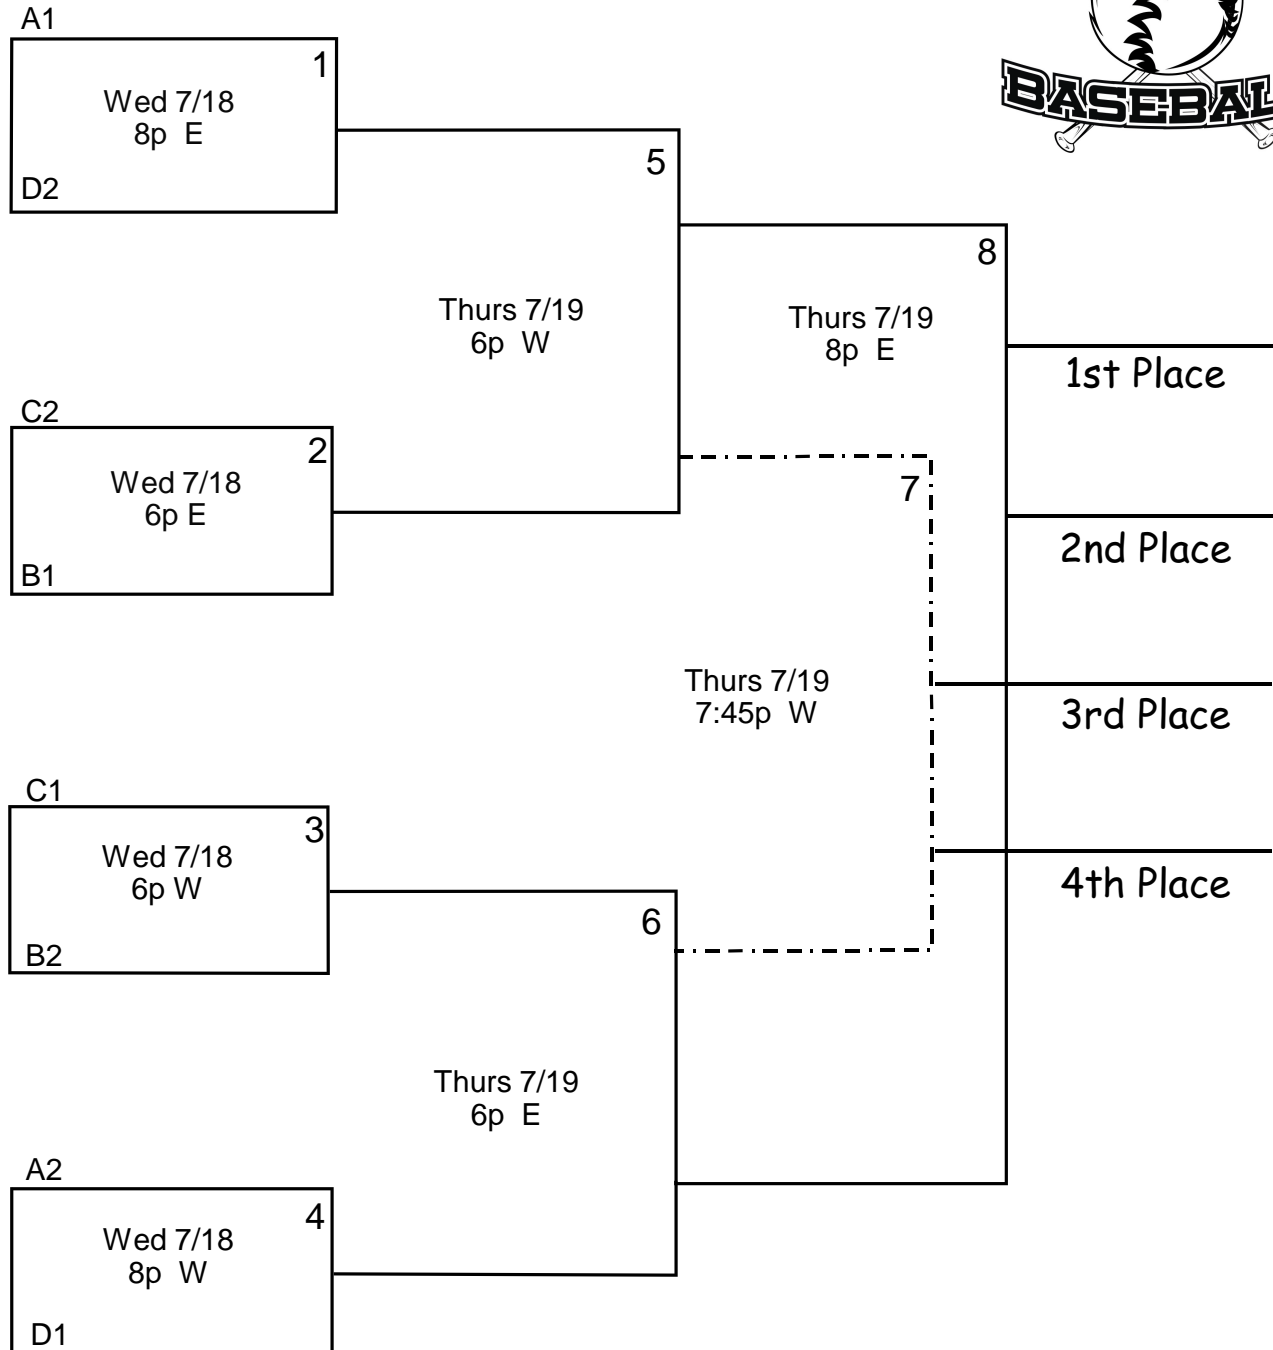 A1
1
Wed 7/18
8p E
D2
5
8
Thurs 7/19
6p W
Thurs 7/19
8p E
1st Place
C2
2
Wed 7/18
6p E
B1
7
2nd Place
Thurs 7/19
7:45p W
3rd Place
C1
3
Wed 7/18
6p W
B2
6
4th Place
Thurs 7/19
6p E
A2
4
Wed 7/18
8p W
D1
BASEBAL